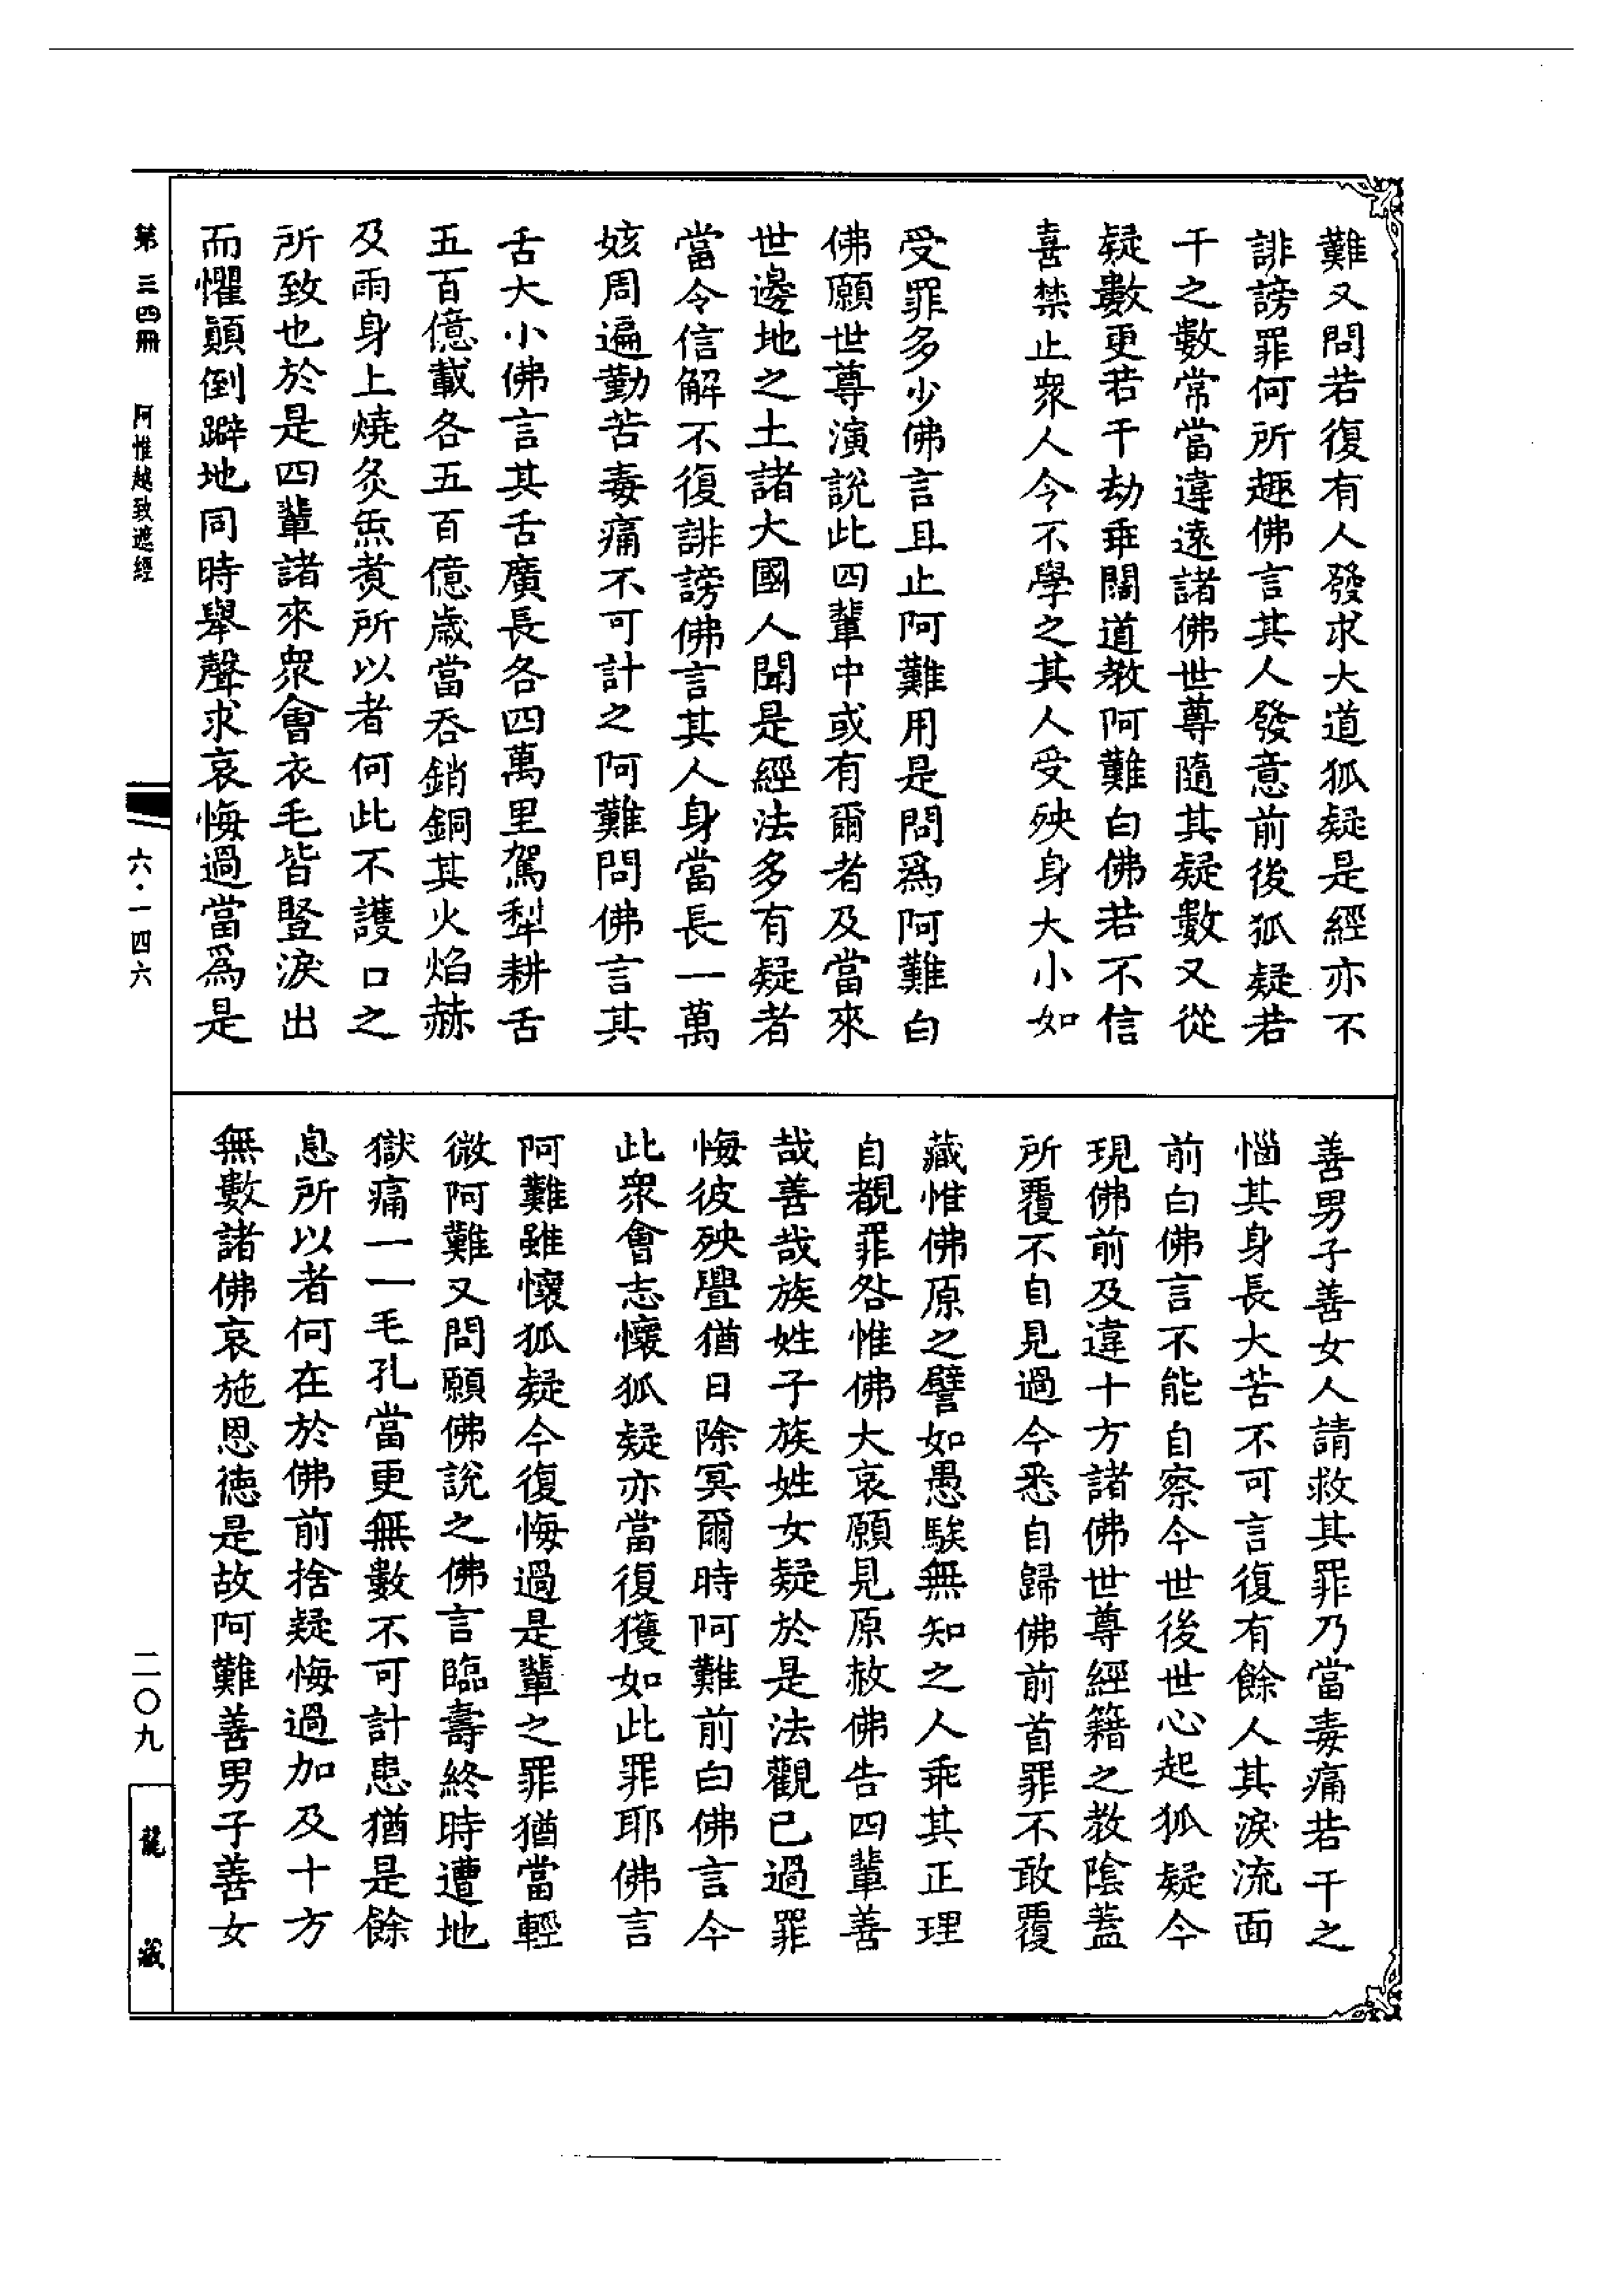 難又問若復有人發求大道狐疑是經亦不
誹謗罪何所趣佛言其人發意前後狐疑若
干之數常當違遠諸佛世尊隨其疑數又從
疑數更若干劫乖闊道教阿難白佛若不信
喜禁止衆人令不學之其人受殃身大小如
受罪多少佛言且止阿難用是問爲阿難白
佛願世尊演說此四輩中或有爾者及當來
世邊地之土諸大國人聞是經法多有疑者
當令信解不復誹謗佛言其人身當長一萬
姟周遍勤苦毒痛不可計之阿難問佛言其
舌大小佛言其舌廣長各四萬里駕犁耕舌
五百億載各五百億歲當吞銷銅其火焰赫
及雨身上燒炙炰煑所以者何此不護口之
所致也於是四輩諸來衆會衣毛皆豎淚出
而懼顛倒躃地同時舉聲求哀悔過當爲是
善男子善女人請救其罪乃當毒痛若干之
惱其身長大苦不可言復有餘人其淚流面
前白佛言不能自察今世後世心起狐疑今
現佛前及違十方諸佛世尊經籍之教陰蓋
所覆不自見過今悉自歸佛前首罪不敢覆
藏惟佛原之譬如愚騃無知之人乖其正理
自覩罪咎惟佛大哀願見原赦佛告四輩善
哉善哉族姓子族姓女疑於是法觀已過罪
悔彼殃舋猶日除冥爾時阿難前白佛言今
此衆會志懷狐疑亦當復獲如此罪耶佛言
阿難雖懷狐疑今復悔過是輩之罪猶當輕
微阿難又問願佛說之佛言臨壽終時遭地
獄痛一一毛孔當更無數不可計患猶是餘
息所以者何在於佛前捨疑悔過加及十方
無數諸佛哀施恩德是故阿難善男子善女
第三四冊 阿惟越致遮經 六·一四六 二〇九 龍藏